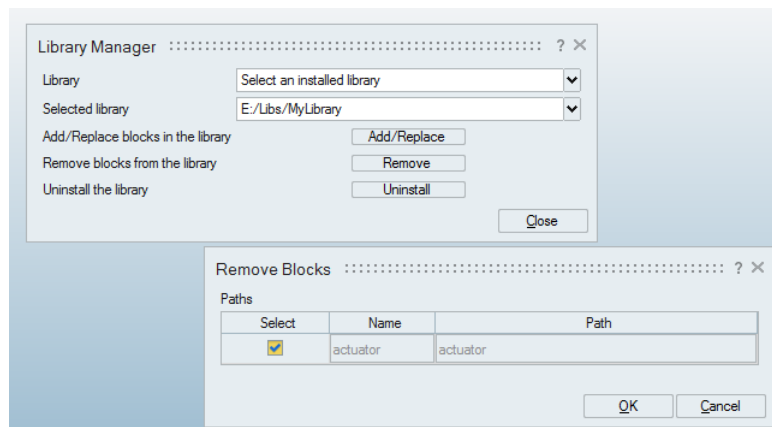 Library Manager ? ×
Library Select an installed library
Selected library E:/Libs/MyLibrary
Add/Replace blocks in the library Add/Replace
Remove blocks from the library Remove
Uninstall the library Uninstall
Close
Remove Blocks ? ×
Paths
Select Name Path
actuator actuator
OK Cancel